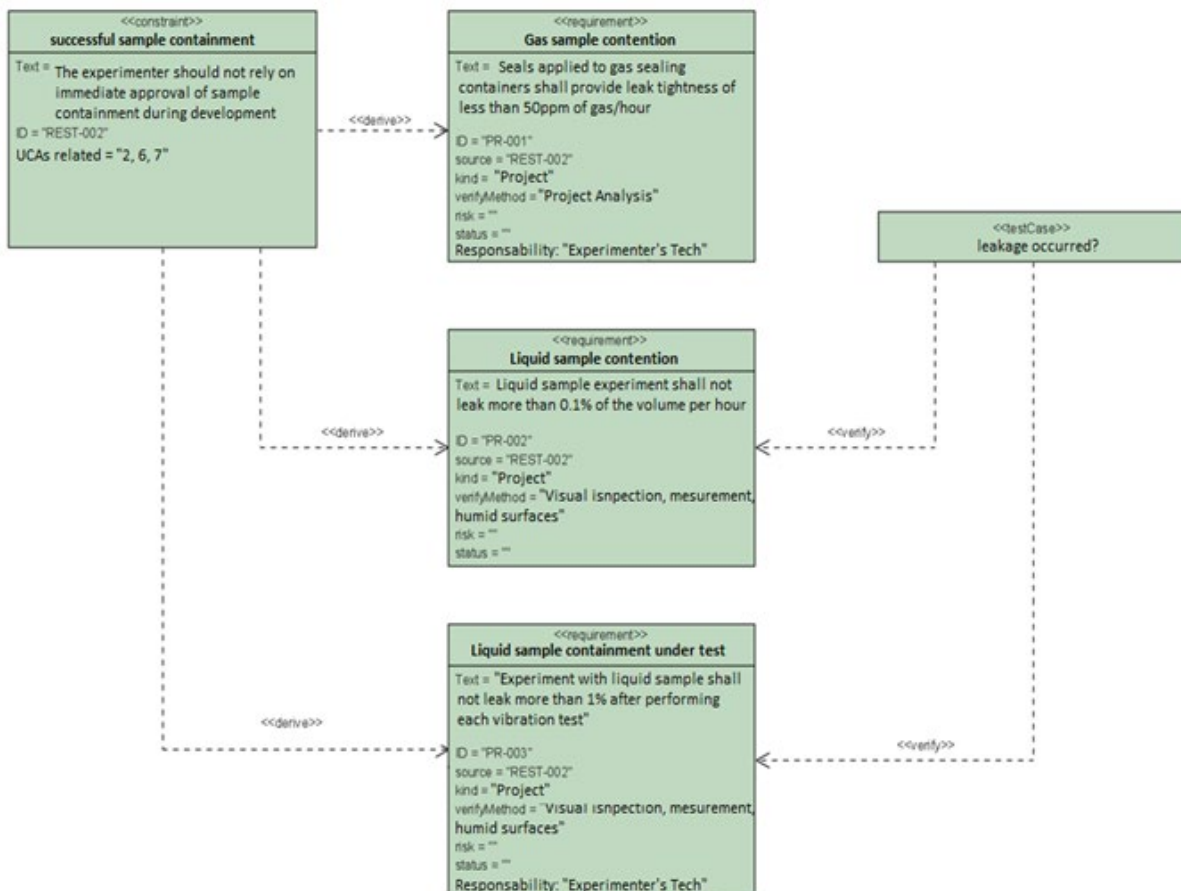 <<constraint>>
successful sample containment
Text = The experimenter should not rely on
immediate approval of sample
containment during development
ID = "REST-002"
UCAs related = "2, 6, 7"
<<derive>>
<<requirement>>
Gas sample contention
Text = Seals applied to gas sealing
containers shall provide leak tightness of
less than 50ppm of gas/hour
ID = "PR-001"
source = "REST-002"
kind = "Project"
verifyMethod = "Project Analysis"
risk = ""
status = ""
Responsability: "Experimenter's Tech"
<<testCase>>
leakage occurred?
<<requirement>>
Liquid sample contention
Text = Liquid sample experiment shall not
leak more than 0.1% of the volume per hour
ID = "PR-002"
source = "REST-002"
kind = "Project"
verifyMethod = "Visual isnpection, mesurement,
humid surfaces"
risk = ""
status = ""
<<derive>>
<<verify>>
<<requirement>>
Liquid sample containment under test
Text = "Experiment with liquid sample shall
not leak more than 1% after performing
each vibration test"
ID = "PR-003"
source = "REST-002"
kind = "Project"
verifyMethod = "Visual isnpection, mesurement,
humid surfaces"
risk = ""
status = ""
Responsability: "Experimenter's Tech"
<<derive>>
<<verify>>